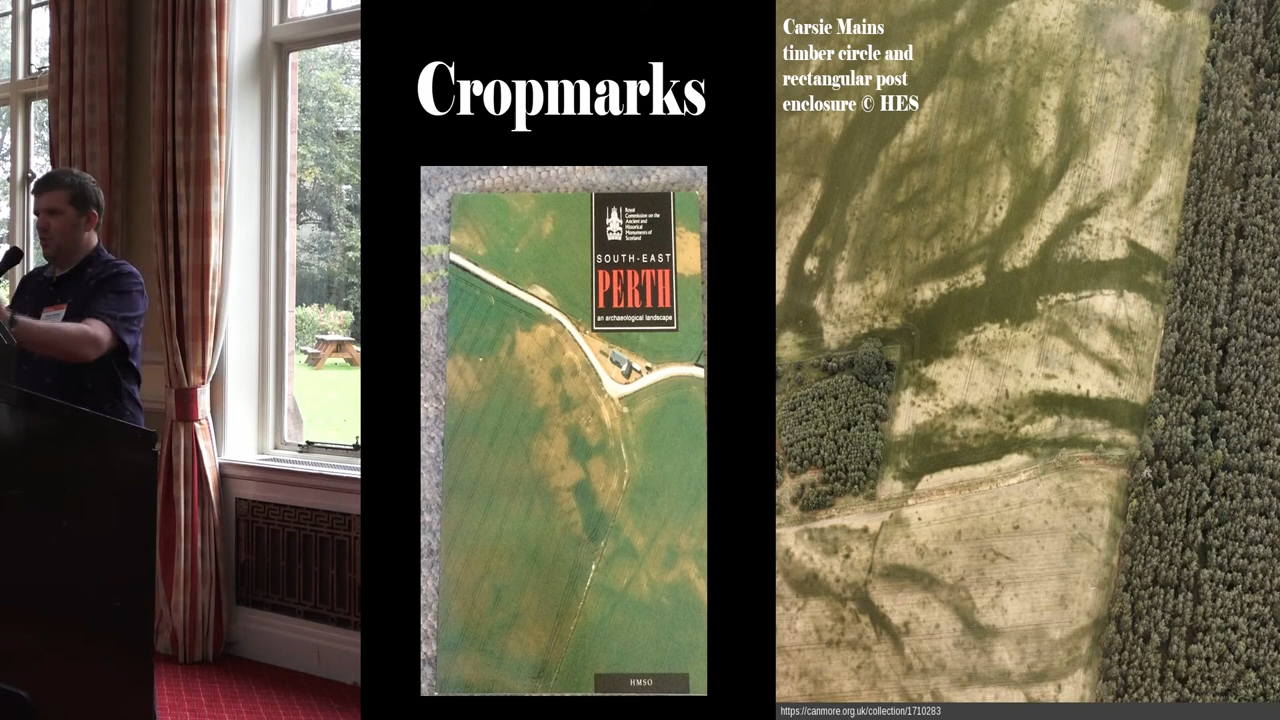 Cropmarks
Royal
Commission on the
Ancient and
Historical
Monuments of
Scotland
SOUTH-EAST
PERTH
an archaeological landscape
HMSO
Carsie Mains
timber circle and
rectangular post
enclosure © HES
https://canmore.org.uk/collection/1710283